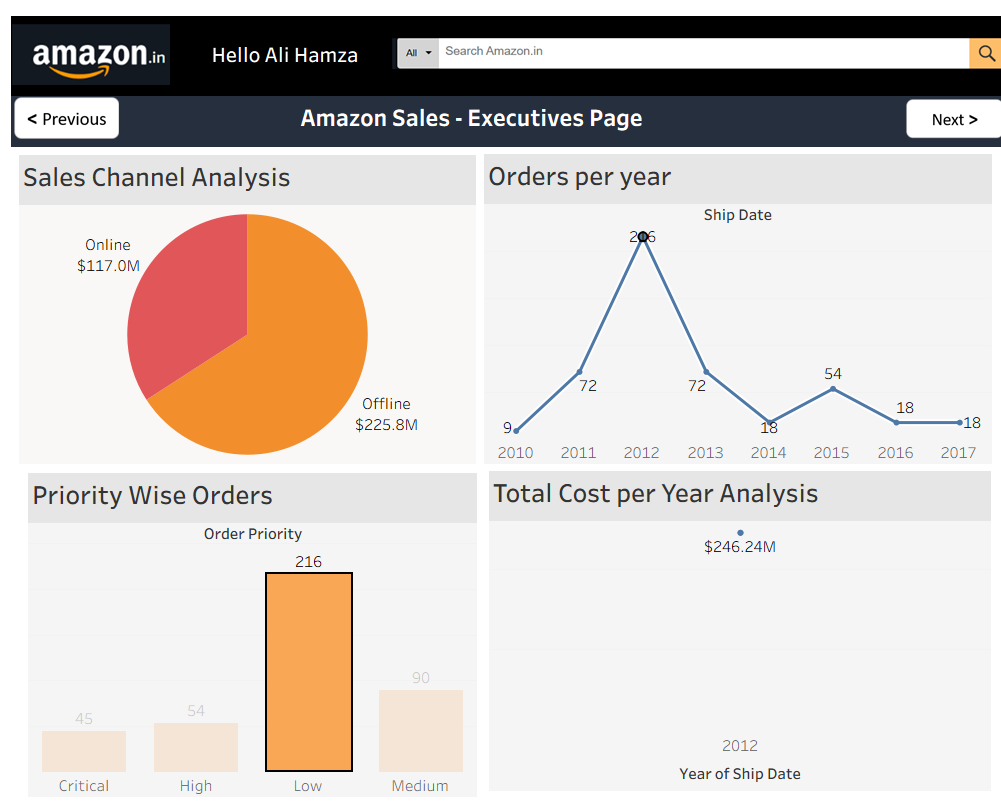 amazon.in
Hello Ali Hamza
All
Search Amazon.in
< Previous
Amazon Sales - Executives Page
Next >
Sales Channel Analysis
Online
$117.0M
Offline
$225.8M
Orders per year
Ship Date
72
72
54
9
18
18
18
2010 2011 2012 2013 2014 2015 2016 2017
Priority Wise Orders
Order Priority
216
90
54
45
Critical High Low Medium
Total Cost per Year Analysis
$246.24M
2012
Year of Ship Date